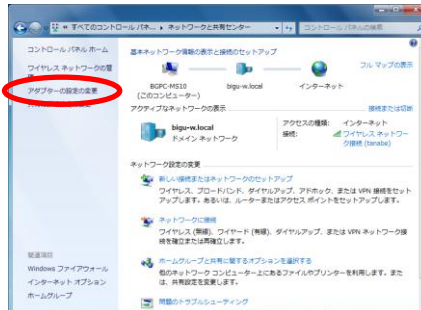 « すべてのコントロール パネ... ▸ ネットワークと共有センター
コントロール パネルの検索
コントロール パネル ホーム
ワイヤレス ネットワークの管
アダプターの設定の変更
基本ネットワーク情報の表示と接続のセットアップ
フル マップの表示
BGPC-MS10
(このコンピューター)
bigu-w.local
インターネット
アクティブなネットワークの表示
接続または切断
bigu-w.local
ドメイン ネットワーク
アクセスの種類: インターネット
接続: ワイヤレス ネットワー
ク接続 (tanabe)
ネットワーク設定の変更
新しい接続またはネットワークのセットアップ
ワイヤレス、ブロードバンド、ダイヤルアップ、アドホック、または VPN 接続をセット
アップします。あるいは、ルーターまたはアクセス ポイントをセットアップします。
ネットワークに接続
ワイヤレス (無線)、ワイヤード (有線)、ダイヤルアップ、または VPN ネットワーク接
続を確立または再確立します。
ホームグループと共有に関するオプションを選択する
他のネットワーク コンピューター上にあるファイルやプリンターを利用します。また
は、共有設定を変更します。
問題のトラブルシューティング
関連項目
Windows ファイアウォール
インターネット オプション
ホームグループ